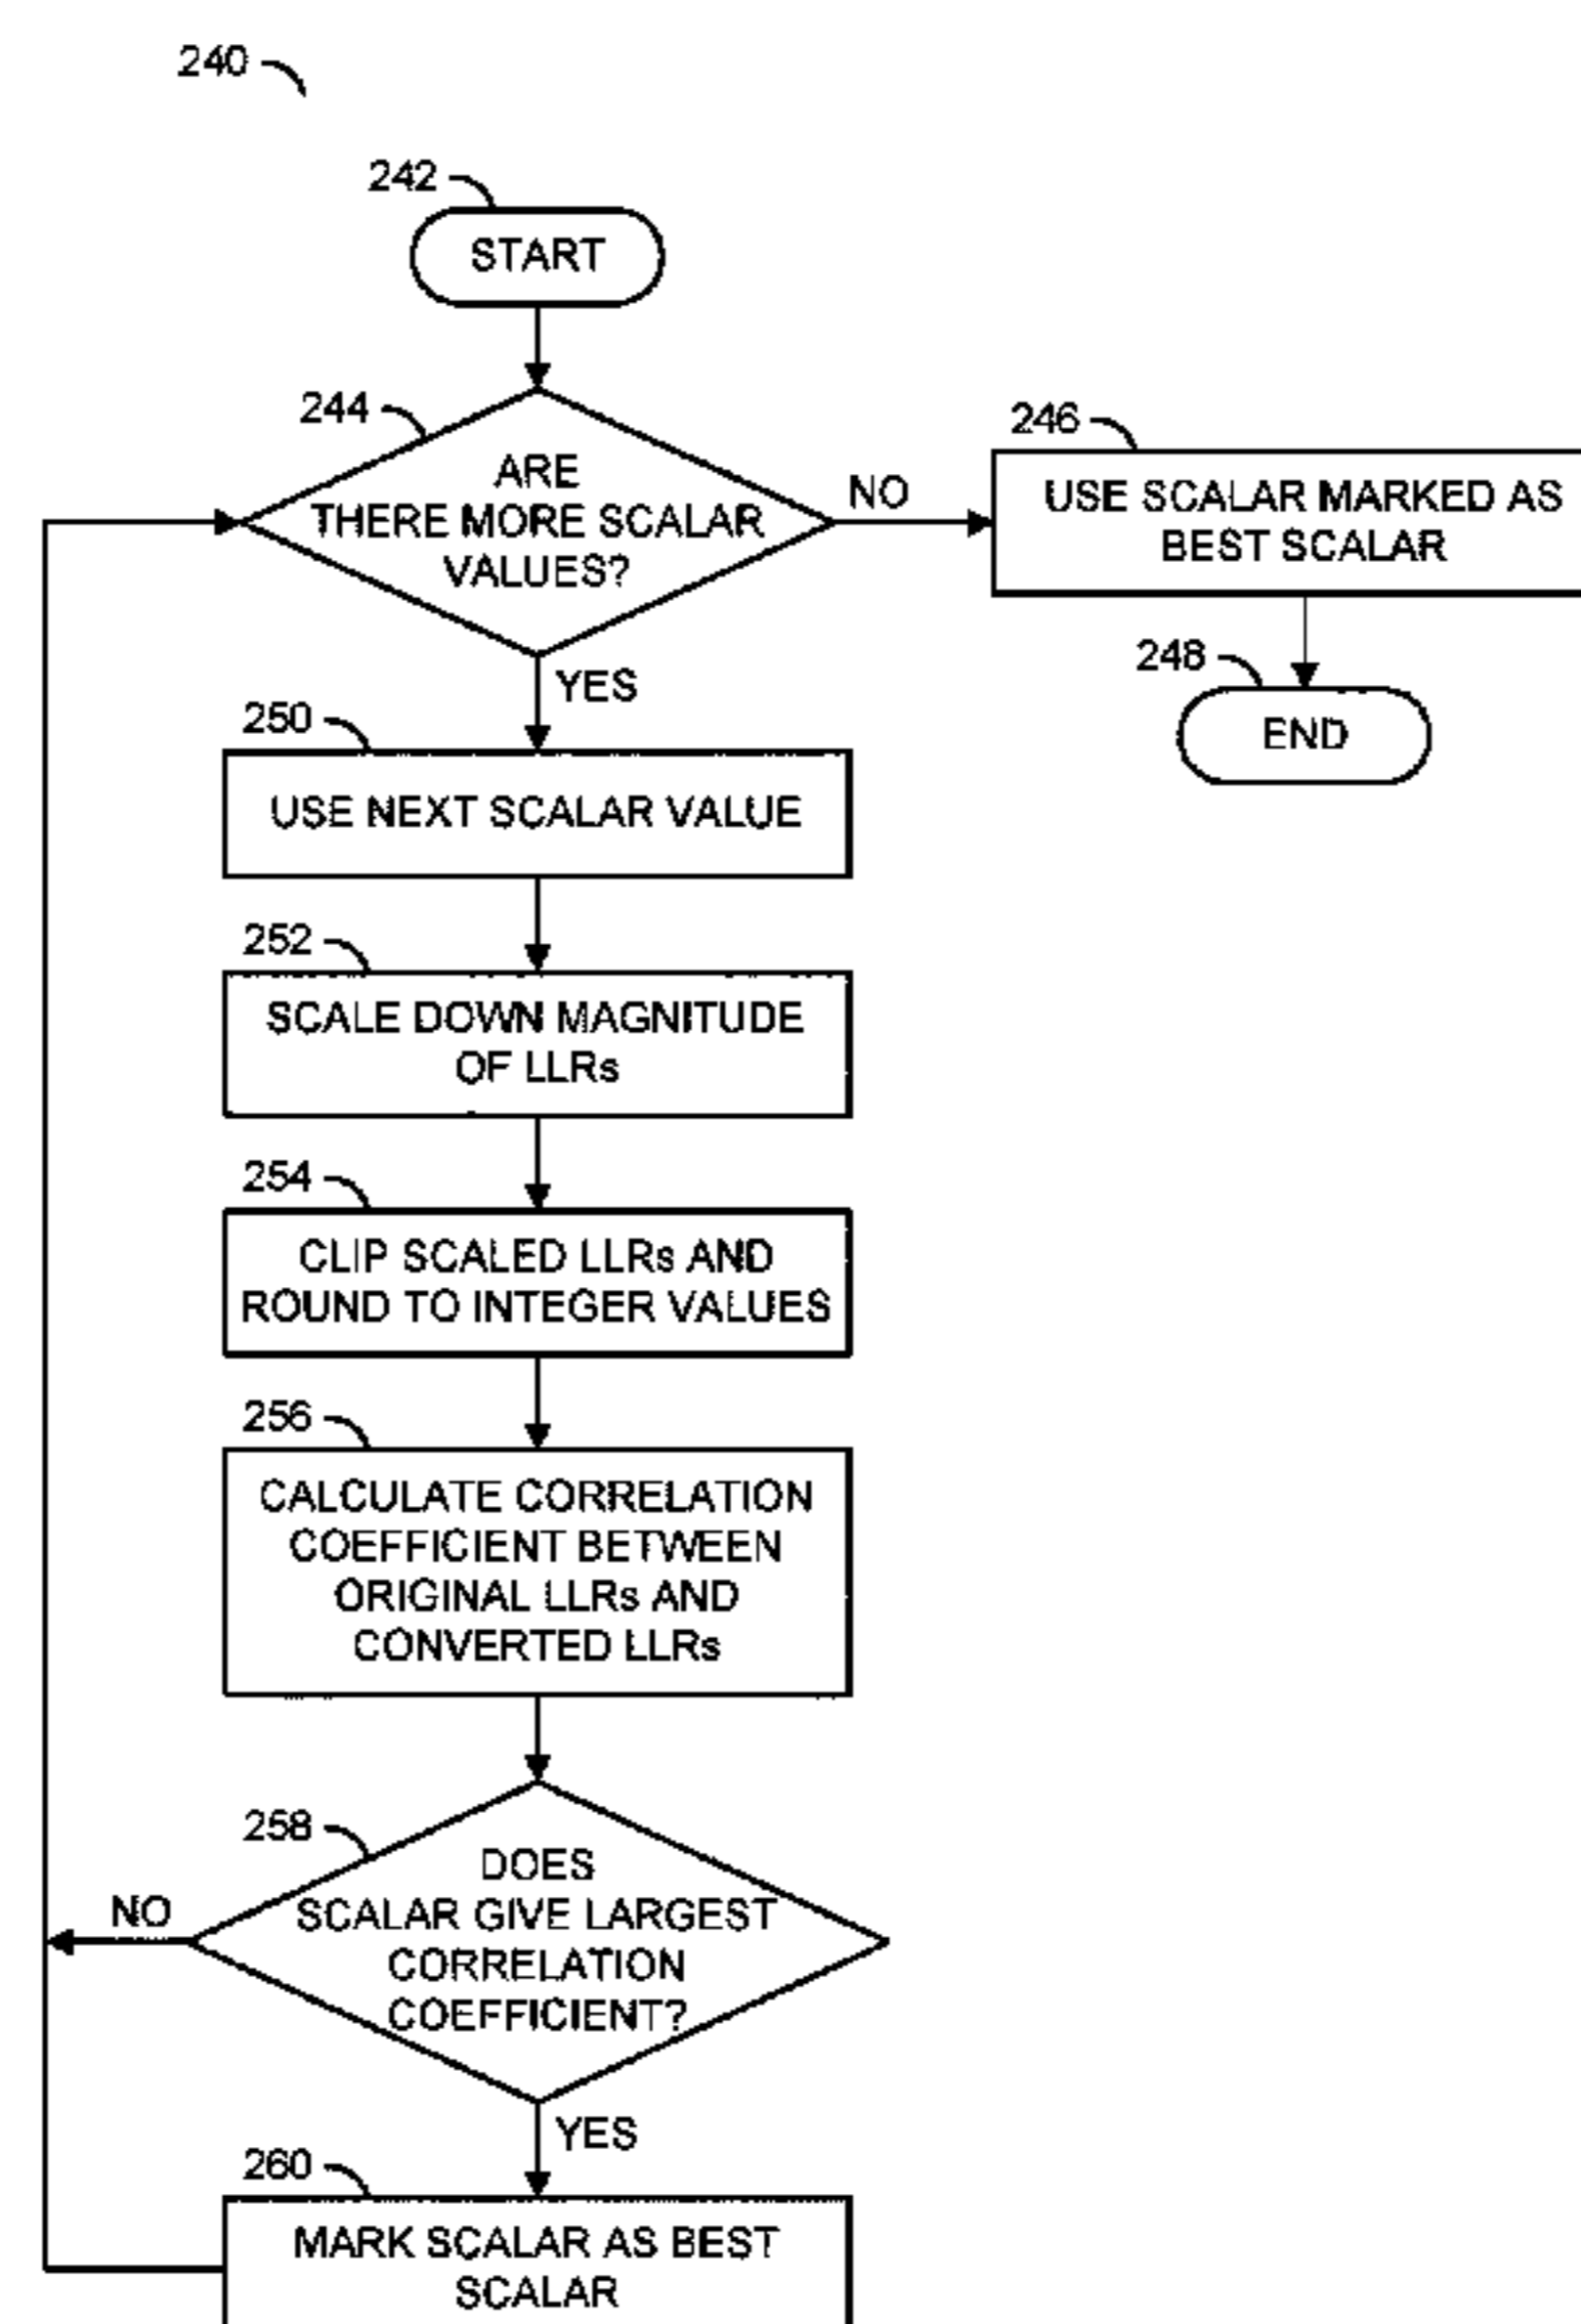 240
242
START
244
ARE
THERE MORE SCALAR
VALUES?
NO
246
USE SCALAR MARKED AS
BEST SCALAR
248
END
YES
250
USE NEXT SCALAR VALUE
252
SCALE DOWN MAGNITUDE
OF LLRs
254
CLIP SCALED LLRs AND
ROUND TO INTEGER VALUES
256
CALCULATE CORRELATION
COEFFICIENT BETWEEN
ORIGINAL LLRs AND
CONVERTED LLRs
258
DOES
SCALAR GIVE LARGEST
CORRELATION
COEFFICIENT?
NO
YES
260
MARK SCALAR AS BEST
SCALAR